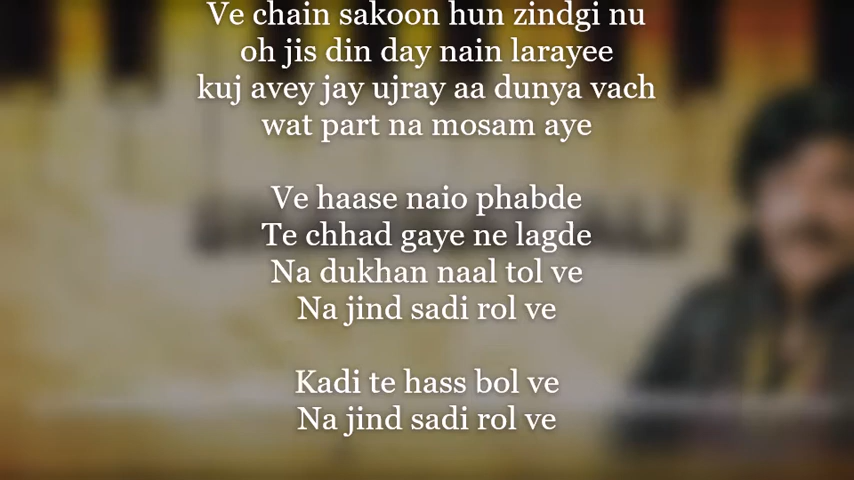 Ve chain sakoon hun zindgi nu
oh jis din day nain larayee
kuj avey jay ujray aa dunya vach
wat part na mosam aye
Ve haase naio phabde
Te chhad gaye ne lagde
Na dukhan naal tol ve
Na jind sadi rol ve
Kadi te hass bol ve
Na jind sadi rol ve